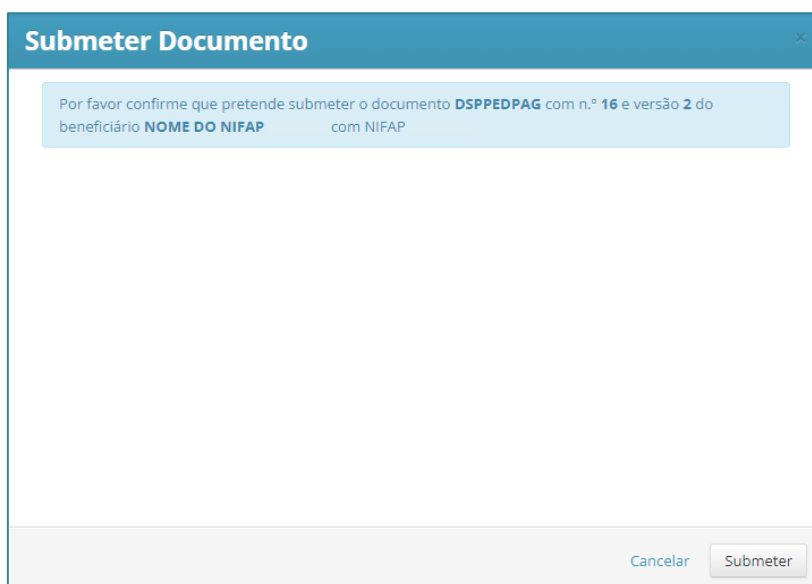 Submeter Documento
×
Por favor confirme que pretende submeter o documento DSPPEDPAG com n.º 16 e versão 2 do
beneficiário NOME DO NIFAP com NIFAP
Cancelar Submeter